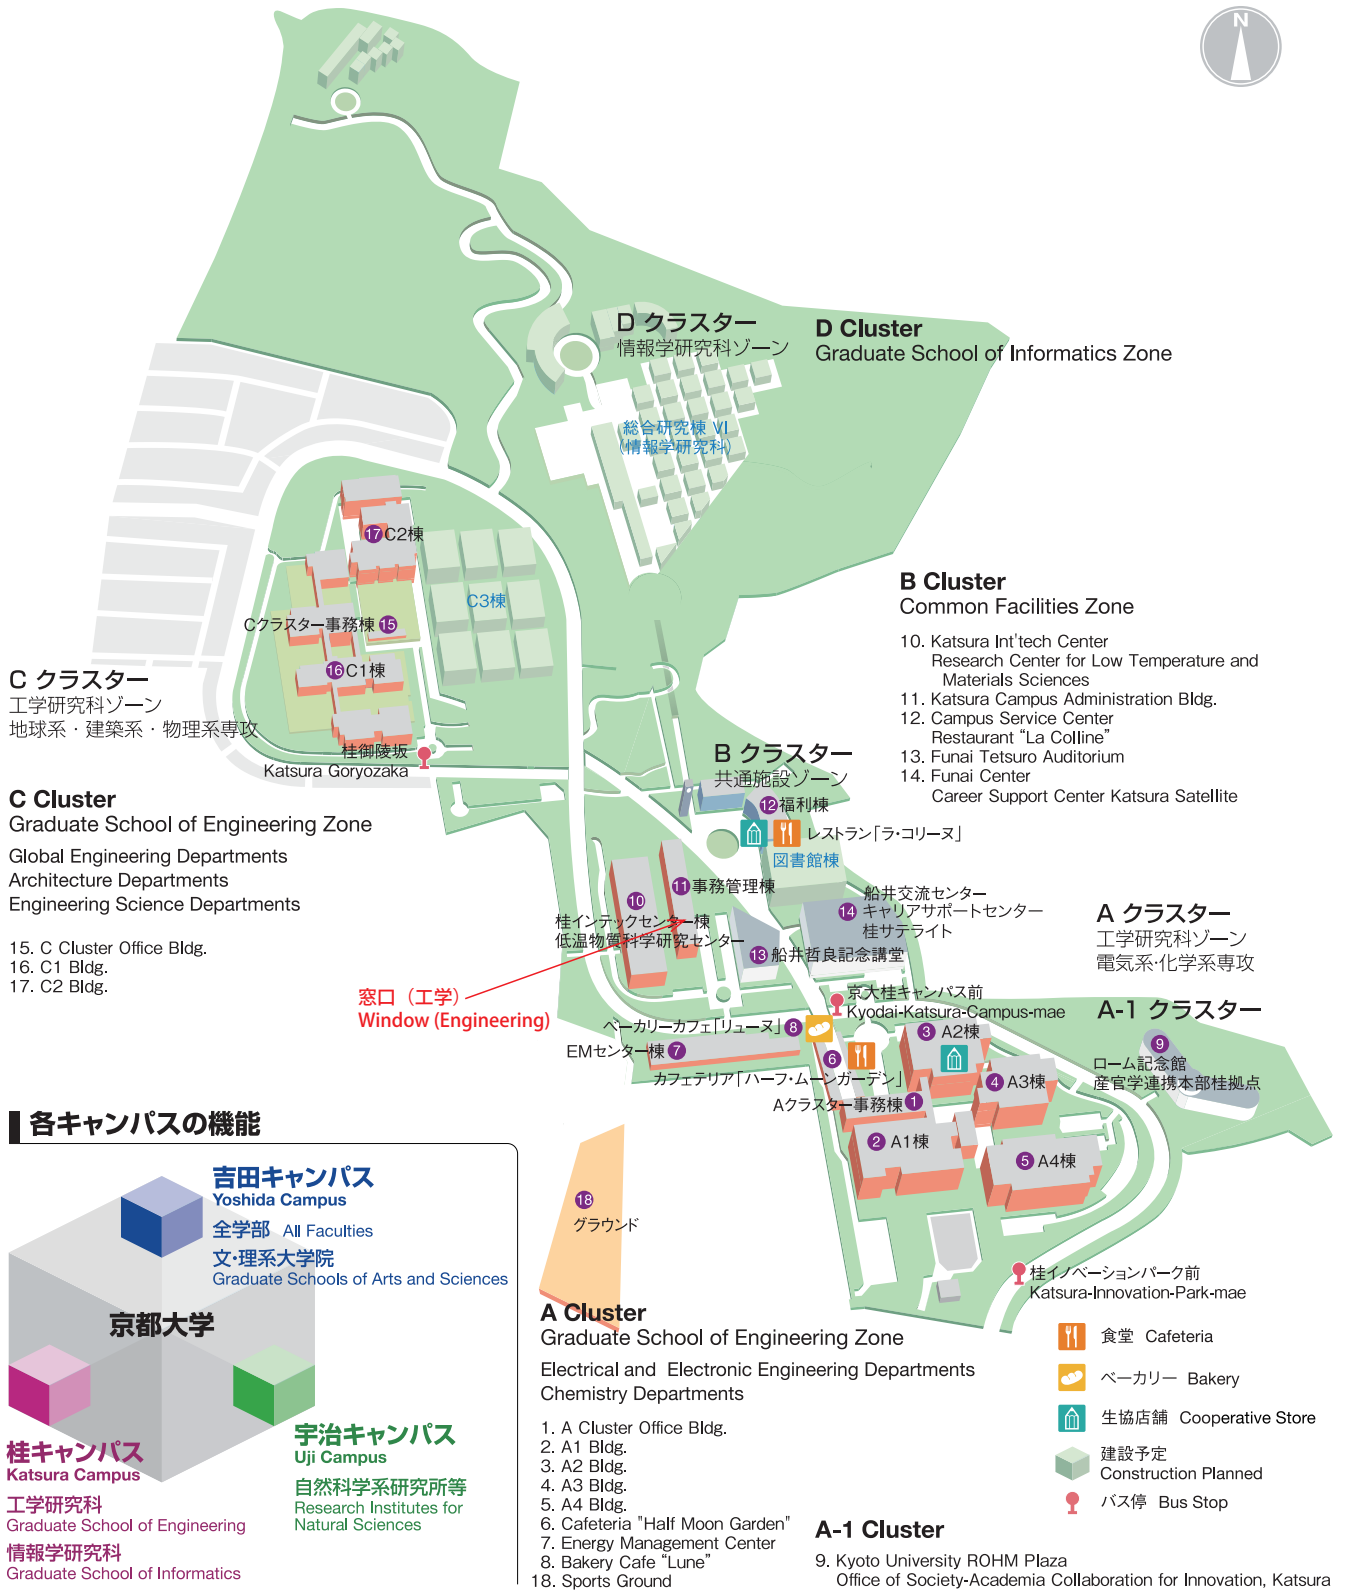 N
D クラスター
情報学研究科ゾーン
D Cluster
Graduate School of Informatics Zone
総合研究棟 VI
(情報学研究科)
17 C2棟
C3棟
Cクラスター事務棟 15
16 C1棟
C クラスター
工学研究科ゾーン
地球系・建築系・物理系専攻
桂御陵坂
Katsura Goryozaka
C Cluster
Graduate School of Engineering Zone
Global Engineering Departments
Architecture Departments
Engineering Science Departments
15. C Cluster Office Bldg.
16. C1 Bldg.
17. C2 Bldg.
B Cluster
Common Facilities Zone
10. Katsura Int'tech Center
Research Center for Low Temperature and
Materials Sciences
11. Katsura Campus Administration Bldg.
12. Campus Service Center
Restaurant “La Colline”
13. Funai Tetsuro Auditorium
14. Funai Center
Career Support Center Katsura Satellite
B クラスター
共通施設ゾーン
12 福利棟
レストラン「ラ・コリーヌ」
図書館棟
11 事務管理棟
10
桂インテックセンター棟
低温物質科学研究センター
船井交流センター
14 キャリアサポートセンター
桂サテライト
13 船井哲良記念講堂
窓口（工学）
Window (Engineering)
京大桂キャンパス前
Kyodai-Katsura-Campus-mae
ベーカリーカフェ「リューヌ」 8
EMセンター棟 7
6
カフェテリア「ハーフ・ムーンガーデン」
Aクラスター事務棟 1
3 A2棟
4 A3棟
2 A1棟
5 A4棟
A クラスター
工学研究科ゾーン
電気系・化学系専攻
A-1 クラスター
9
ローム記念館
産官学連携本部桂拠点
18
グラウンド
桂イノベーションパーク前
Katsura-Innovation-Park-mae
各キャンパスの機能
吉田キャンパス
Yoshida Campus
全学部 All Faculties
文・理系大学院
Graduate Schools of Arts and Sciences
京都大学
桂キャンパス
Katsura Campus
工学研究科
Graduate School of Engineering
情報学研究科
Graduate School of Informatics
宇治キャンパス
Uji Campus
自然科学系研究所等
Research Institutes for
Natural Sciences
A Cluster
Graduate School of Engineering Zone
Electrical and Electronic Engineering Departments
Chemistry Departments
1. A Cluster Office Bldg.
2. A1 Bldg.
3. A2 Bldg.
4. A3 Bldg.
5. A4 Bldg.
6. Cafeteria "Half Moon Garden"
7. Energy Management Center
8. Bakery Cafe “Lune”
18. Sports Ground
食堂 Cafeteria
ベーカリー Bakery
生協店舗 Cooperative Store
建設予定
Construction Planned
バス停 Bus Stop
A-1 Cluster
9. Kyoto University ROHM Plaza
Office of Society-Academia Collaboration for Innovation, Katsura